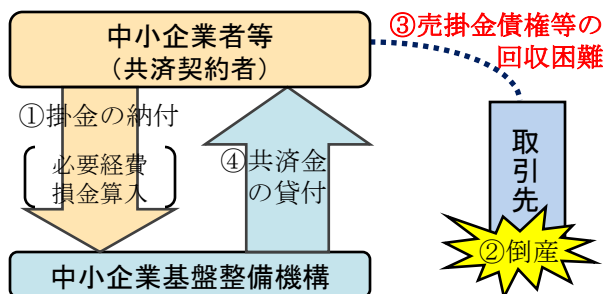 中小企業者等
（共済契約者）
③売掛金債権等の
回収困難
①掛金の納付
必要経費
損金算入
④共済金
の貸付
取引先
②倒産
中小企業基盤整備機構